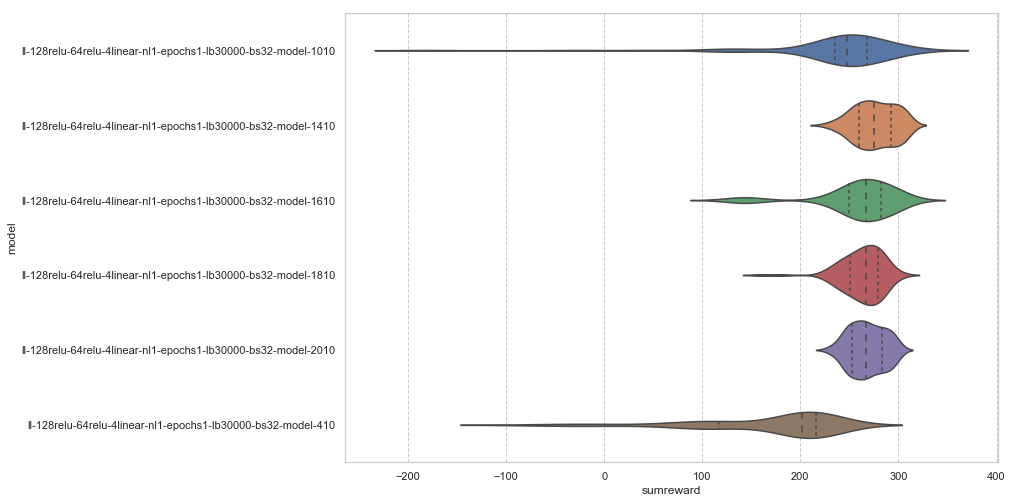 ll-128relu-64relu-4linear-nl1-epochs1-lb30000-bs32-model-1010
ll-128relu-64relu-4linear-nl1-epochs1-lb30000-bs32-model-1410
ll-128relu-64relu-4linear-nl1-epochs1-lb30000-bs32-model-1610
model
ll-128relu-64relu-4linear-nl1-epochs1-lb30000-bs32-model-1810
ll-128relu-64relu-4linear-nl1-epochs1-lb30000-bs32-model-2010
ll-128relu-64relu-4linear-nl1-epochs1-lb30000-bs32-model-410
−200 −100 0 100 200 300 400
sumreward